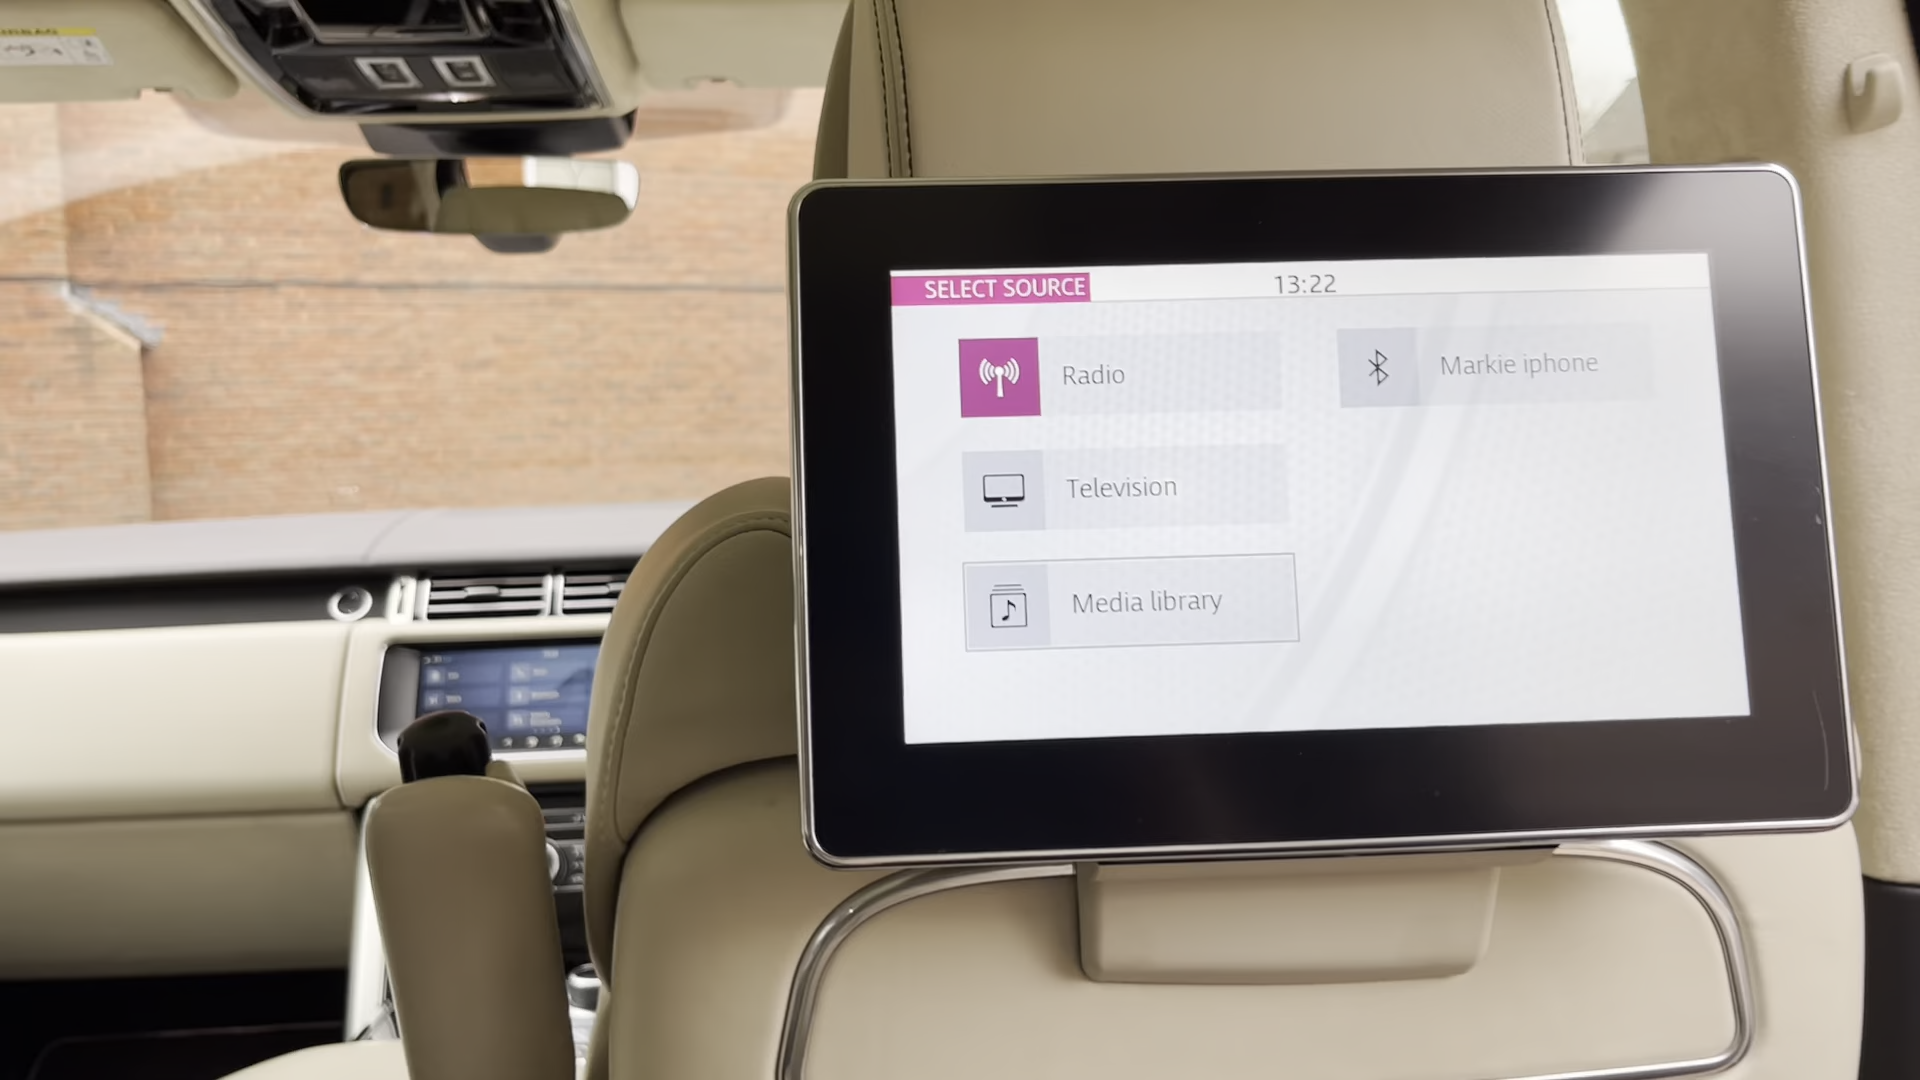 SELECT SOURCE
13:22
Radio
Markie iphone
Television
Media library